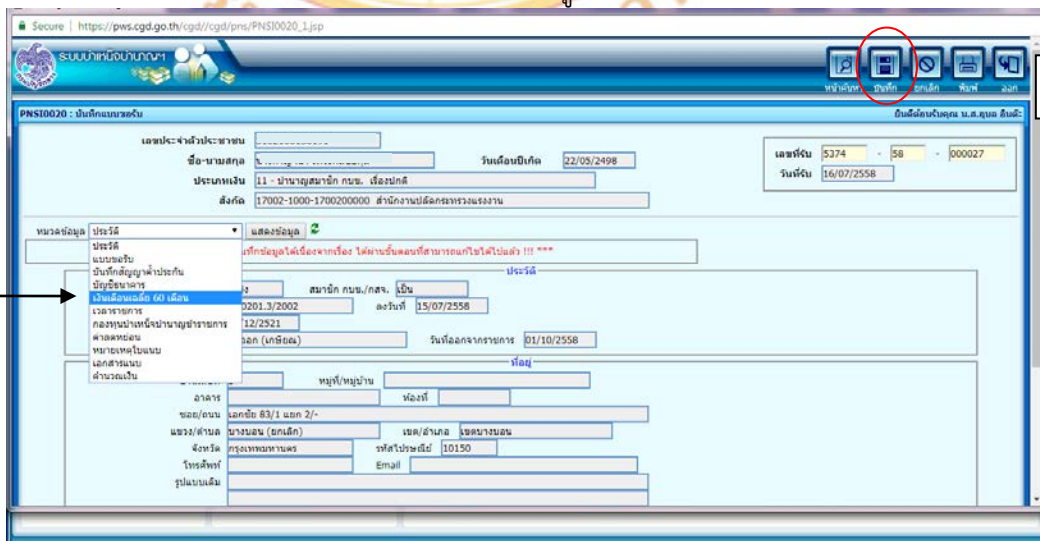 Secure | https://pws.cgd.go.th/cgd//cgd/pns/PNSI0020_1.jsp
ระบบบำเหน็จบำนาญฯ
หน้าค้นหา บันทึก ยกเลิก พิมพ์ ออก
PNSI0020 : บันทึกแบบขอรับ
ยินดีต้อนรับคุณ น.ส.
เลขประจำตัวประชาชน
ชื่อ-นามสกุล วันเดือนปีเกิด 22/05/2498
ประเภทเงิน 11 - บำนาญสมาชิก กบข. เรื่องปกติ
สังกัด 17002-1000-1700200000 สำนักงานปลัดกระทรวงแรงงาน
เลขที่รับ 5374 - 58 - 000027
วันที่รับ 16/07/2558
หมวดข้อมูล ประวัติ แสดงข้อมูล
ประวัติ
แบบขอรับ
บันทึกสัญญาค้ำประกัน
บัญชีธนาคาร
เงินเดือนเฉลี่ย 60 เดือน
เวลาราชการ
กองทุนบำเหน็จบำนาญข้าราชการ
ค่าลดหย่อน
หมายเหตุใบแนบ
เอกสารแนบ
คำนวณเงิน
ทึกข้อมูลได้เนื่องจากเรื่อง ได้ผ่านขั้นตอนที่สามารถแก้ไขได้ไปแล้ว !!! ***
ประวัติ
สมาชิก กบข./กสจ. เป็น
0201.3/2002 ลงวันที่ 15/07/2558
/12/2521
ออก (เกษียณ) วันที่ออกจากราชการ 01/10/2558
ที่อยู่
หมู่ที่/หมู่บ้าน
อาคาร ห้องที่
ซอย/ถนน เอกชัย 83/1 แยก 2/-
แขวง/ตำบล บางบอน (ยกเลิก) เขต/อำเภอ เขตบางบอน
จังหวัด กรุงเทพมหานคร รหัสไปรษณีย์ 10150
โทรศัพท์ Email
รูปแบบเดิม